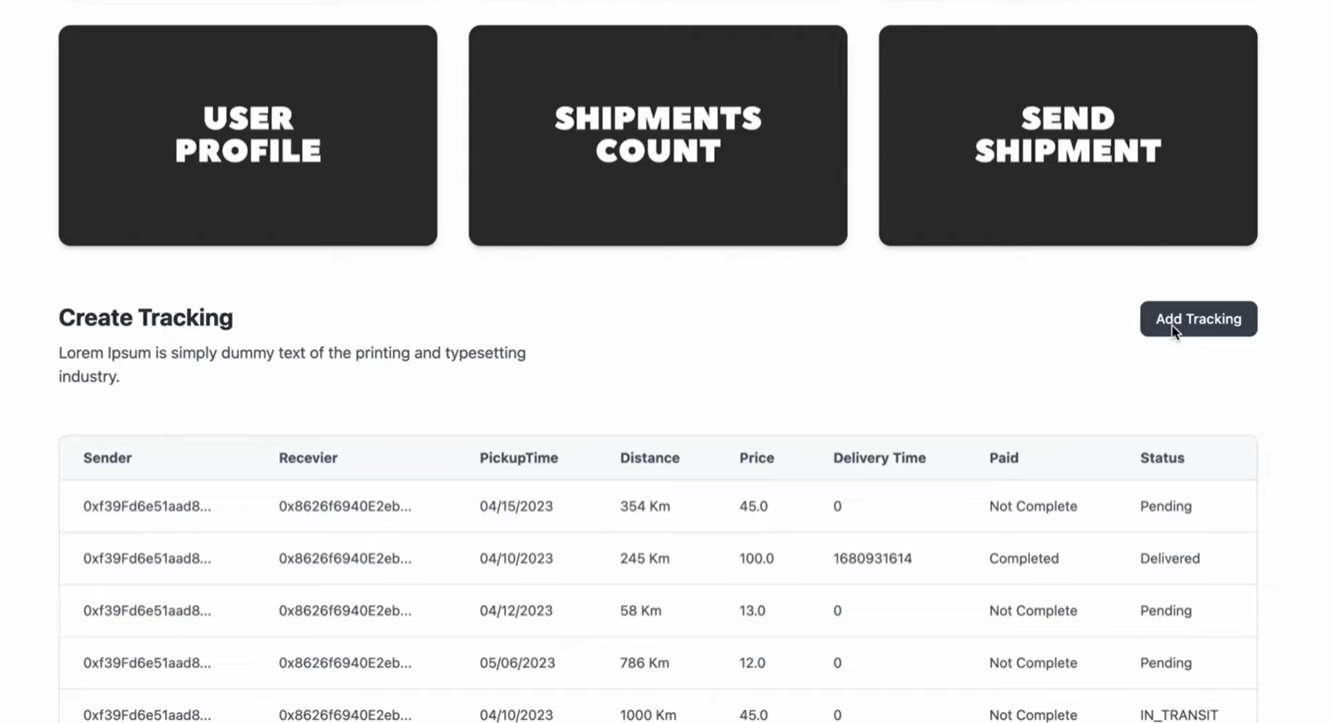 USER
PROFILE
SHIPMENTS
COUNT
SEND
SHIPMENT
Create Tracking
Add Tracking
Lorem Ipsum is simply dummy text of the printing and typesetting
industry.
Sender Recevier PickupTime Distance Price Delivery Time Paid Status
0xf39Fd6e51aad8... 0x8626f6940E2eb... 04/15/2023 354 Km 45.0 0 Not Complete Pending
0xf39Fd6e51aad8... 0x8626f6940E2eb... 04/10/2023 245 Km 100.0 1680931614 Completed Delivered
0xf39Fd6e51aad8... 0x8626f6940E2eb... 04/12/2023 58 Km 13.0 0 Not Complete Pending
0xf39Fd6e51aad8... 0x8626f6940E2eb... 05/06/2023 786 Km 12.0 0 Not Complete Pending
0xf39Fd6e51aad8... 0x8626f6940E2eb... 04/10/2023 1000 Km 45.0 0 Not Complete IN_TRANSIT